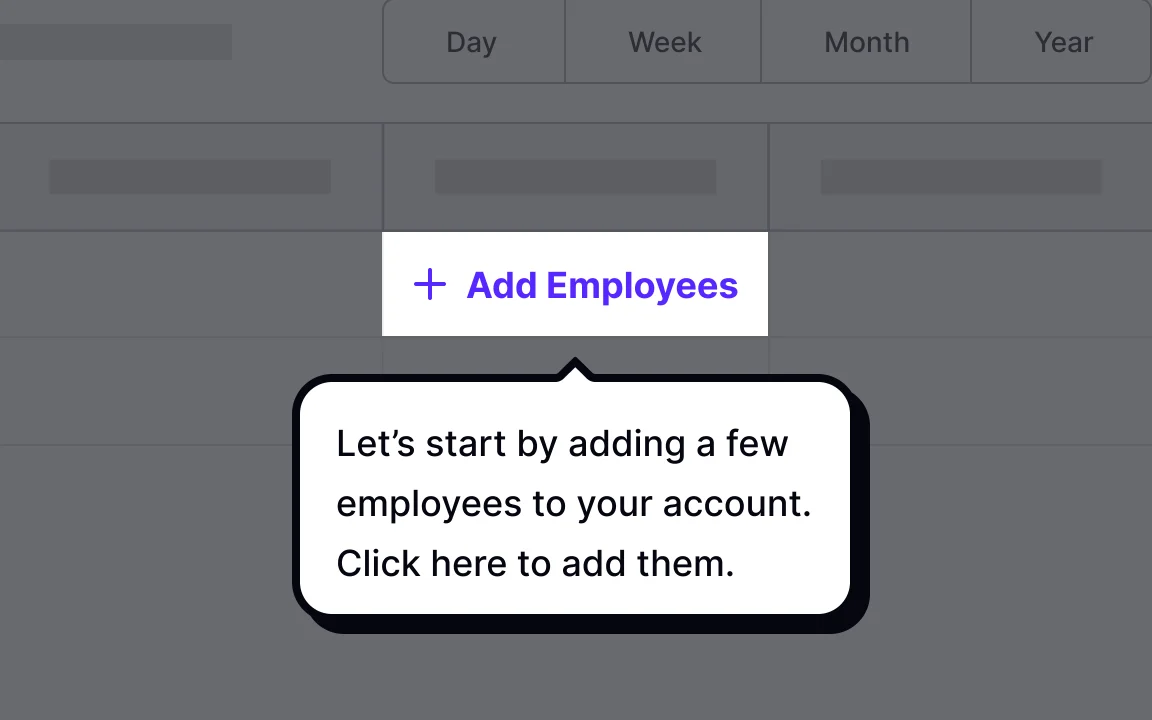 Day
Week
Month
Year
+ Add Employees
Let’s start by adding a few
employees to your account.
Click here to add them.